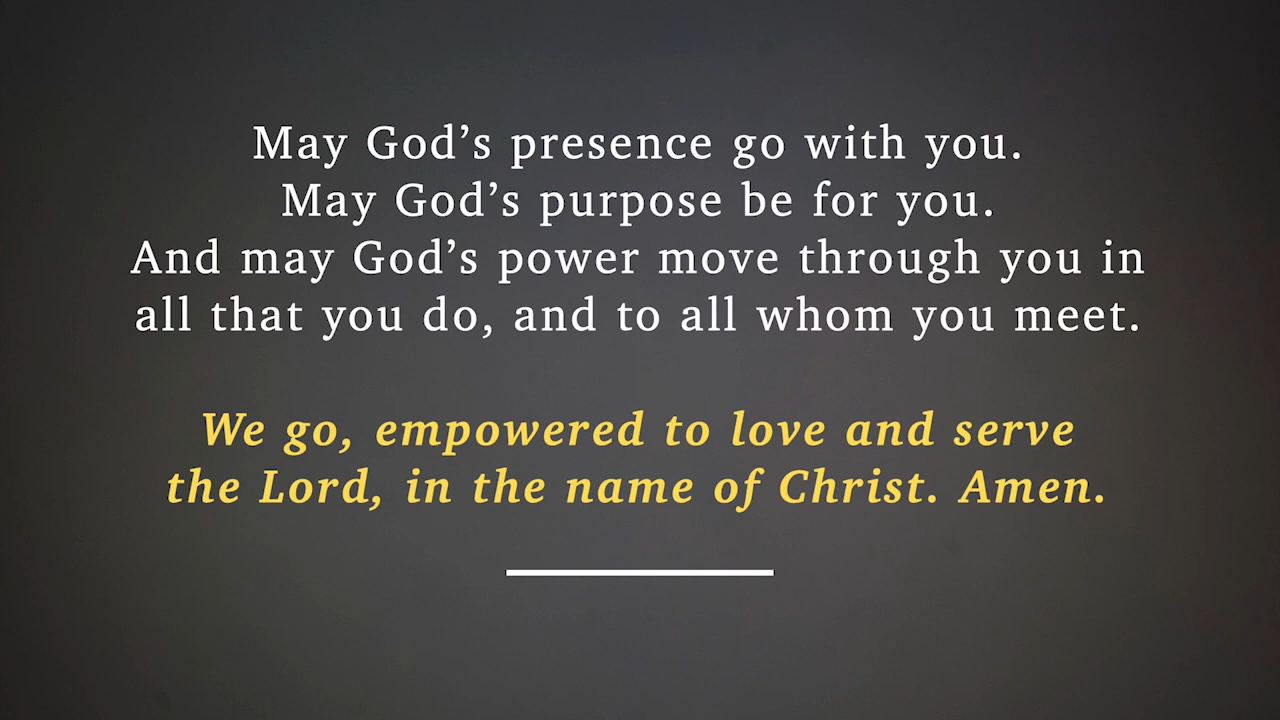 May God’s presence go with you.
May God’s purpose be for you.
And may God’s power move through you in
all that you do, and to all whom you meet.
We go, empowered to love and serve
the Lord, in the name of Christ. Amen.